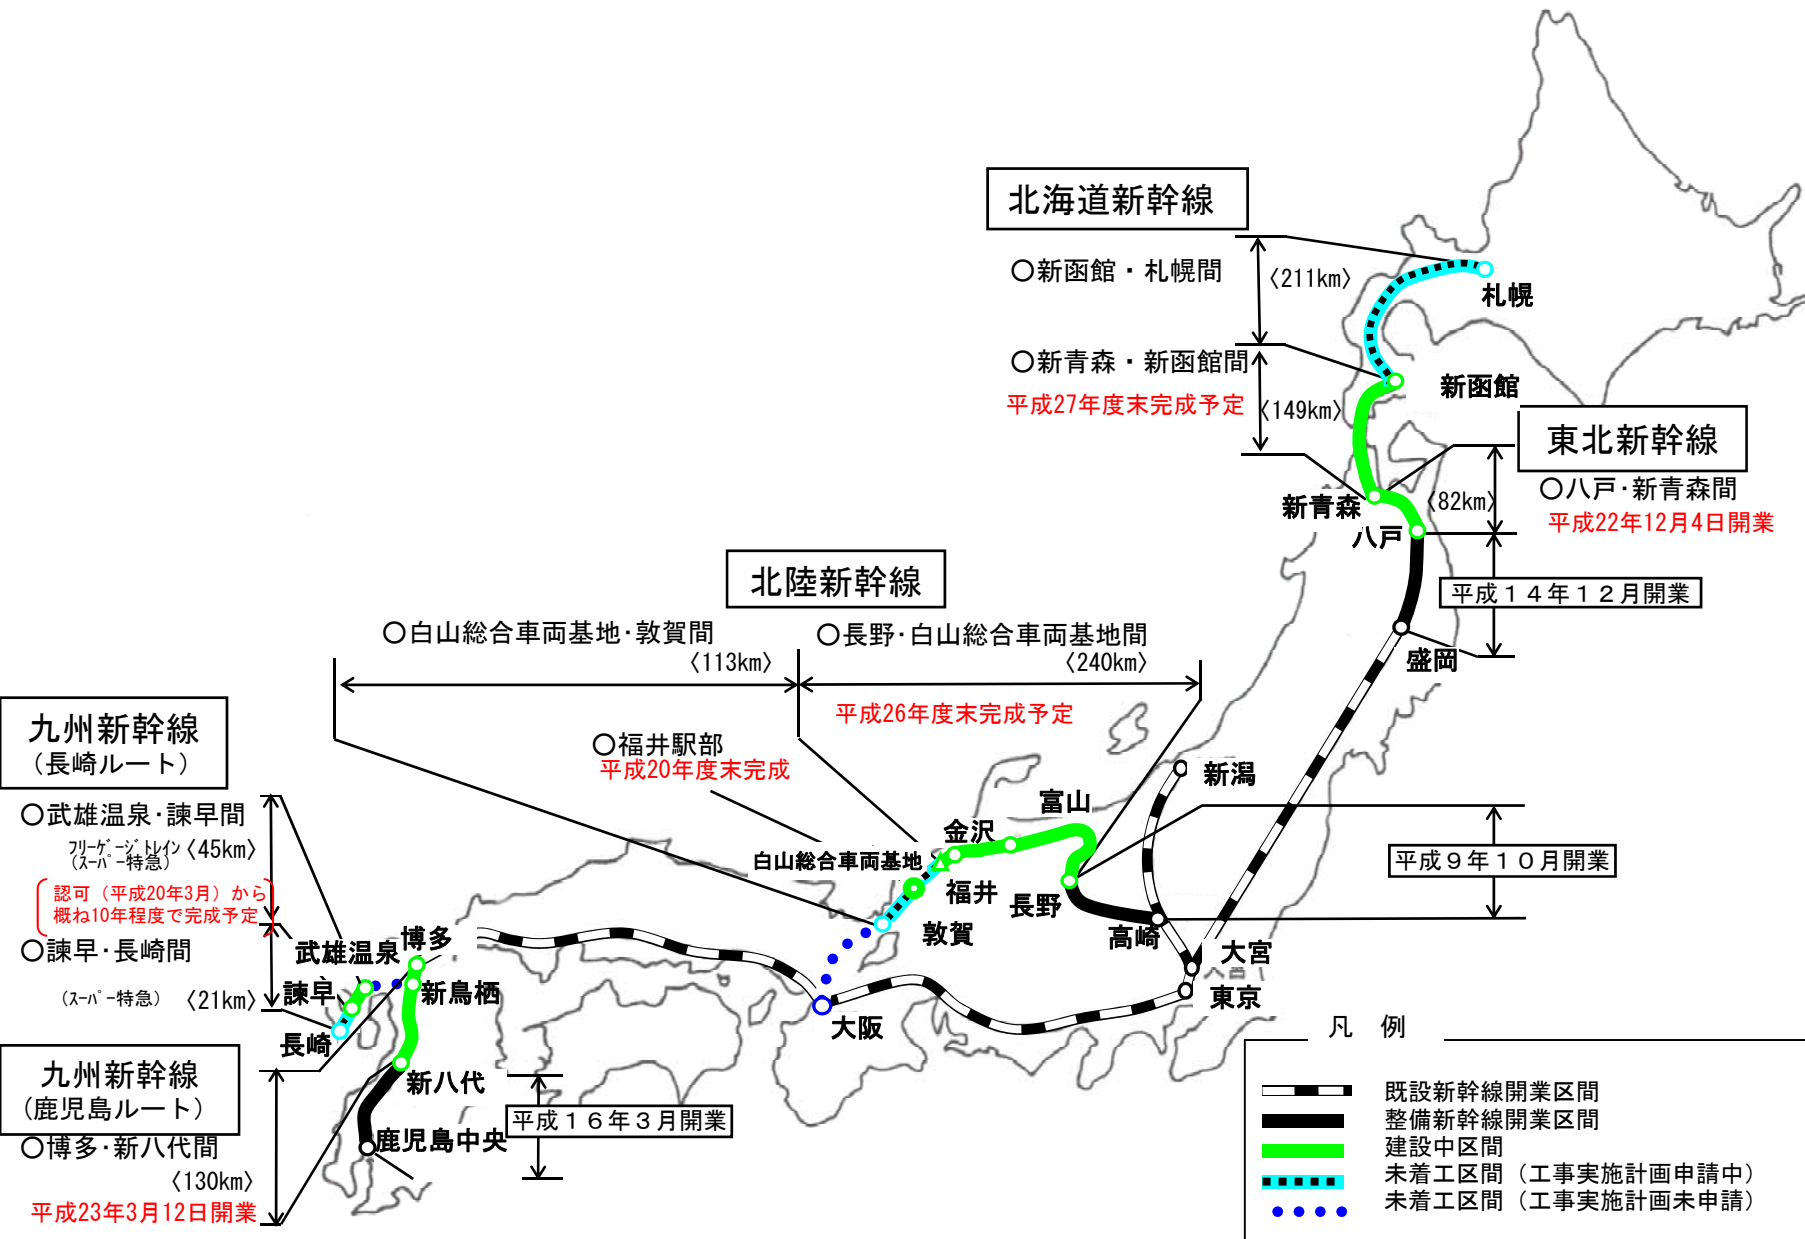 北海道新幹線
○新函館・札幌間
〈211km〉
札幌
○新青森・新函館間
平成27年度末完成予定
〈149km〉
新函館
東北新幹線
○八戸･新青森間
平成22年12月4日開業
〈82km〉
新青森
八戸
平成１４年１２月開業
盛岡
北陸新幹線
○白山総合車両基地･敦賀間
〈113km〉
○長野･白山総合車両基地間
〈240km〉
平成26年度末完成予定
○福井駅部
平成20年度末完成
新潟
富山
金沢
白山総合車両基地
福井
長野
敦賀
高崎
平成９年１０月開業
大宮
大宮
東京
大阪
九州新幹線
（長崎ルート）
○武雄温泉･諫早間
ﾌﾘｰｹﾞｰｼﾞﾄﾚｲﾝ
（ｽｰﾊﾟｰ特急）
〈45km〉
認可（平成20年3月）から
概ね10年程度で完成予定
○諫早･長崎間
（ｽｰﾊﾟｰ特急）
〈21km〉
武雄温泉
博多
新鳥栖
諫早
長崎
九州新幹線
（鹿児島ルート）
○博多･新八代間
〈130km〉
平成23年3月12日開業
新八代
平成１６年３月開業
鹿児島中央
凡　例
既設新幹線開業区間
整備新幹線開業区間
建設中区間
未着工区間（工事実施計画申請中）
未着工区間（工事実施計画未申請）